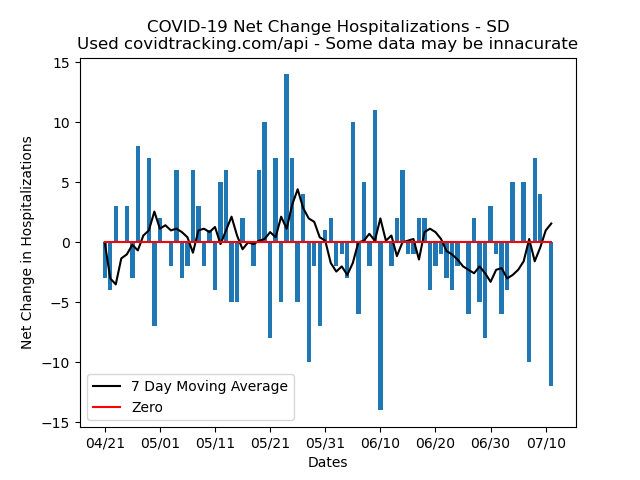 COVID-19 Net Change Hospitalizations - SD
Used covidtracking.com/api - Some data may be innacurate
15
10
5
0
−5
−10
−15
Net Change in Hospitalizations
7 Day Moving Average
Zero
04/21 05/01 05/11 05/21 05/31 06/10 06/20 06/30 07/10
Dates